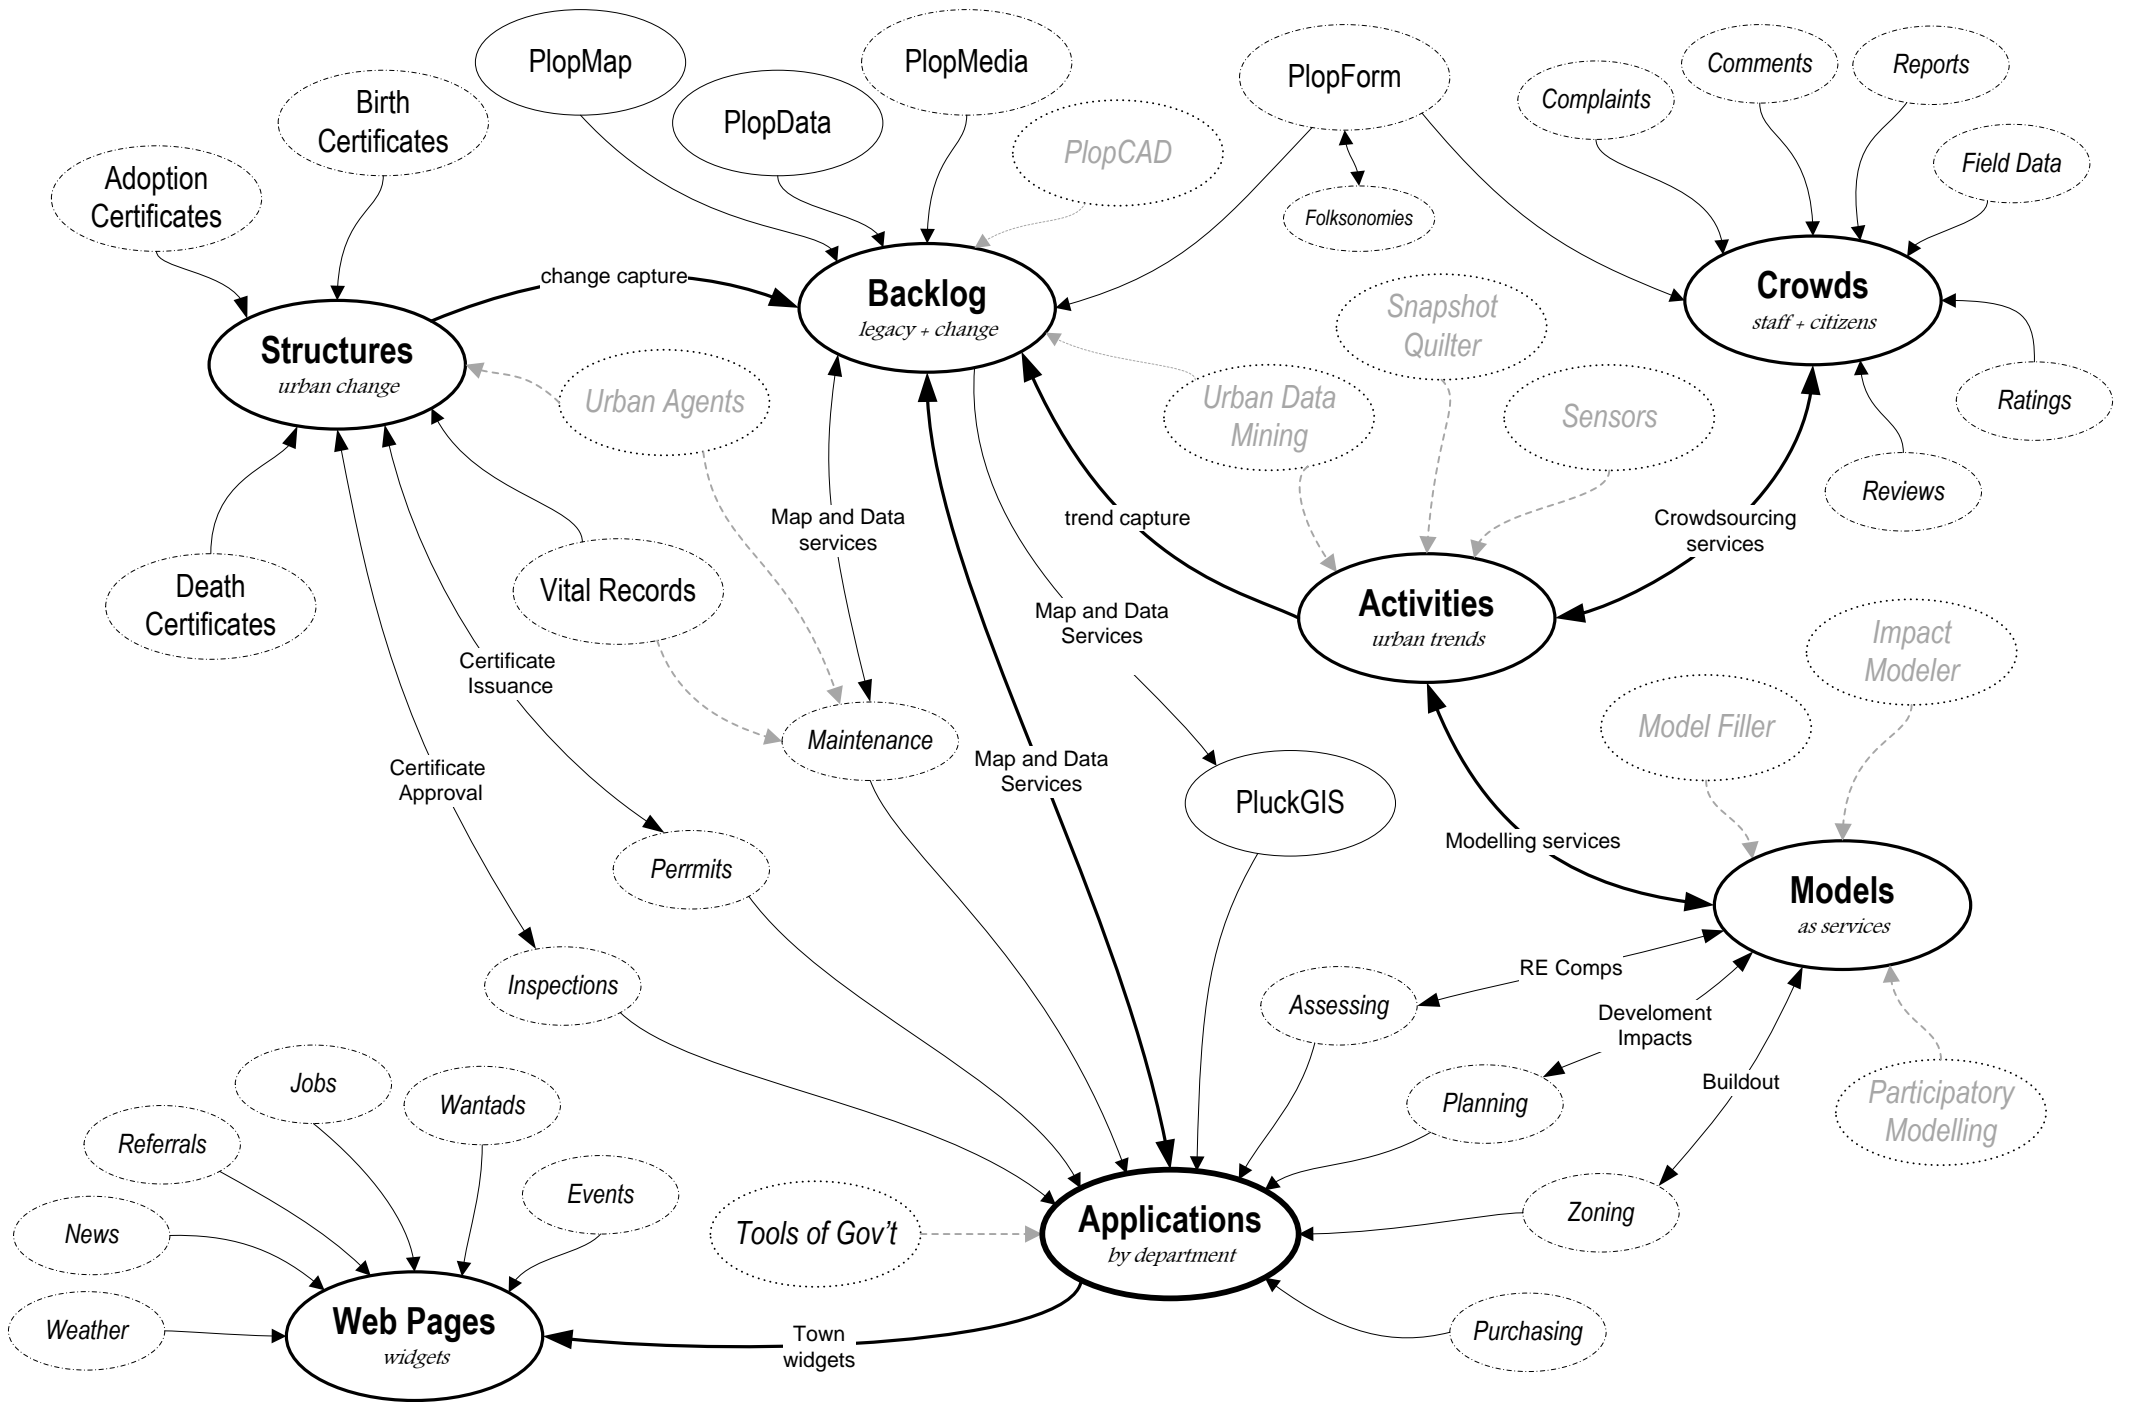 PlopMap
PlopMedia
PlopForm
Comments
Reports
Complaints
Birth
Certificates
PlopData
PlopCAD
Field Data
Adoption
Certificates
Folksonomies
change capture
Backlog
legacy + change
Snapshot
Quilter
Crowds
staff + citizens
Structures
urban change
Urban Agents
Urban Data
Mining
Sensors
Ratings
Reviews
Map and Data
services
trend capture
Crowdsourcing
services
Death
Certificates
Vital Records
Map and Data
Services
Activities
urban trends
Impact
Modeler
Certificate
Issuance
Maintenance
Model Filler
Certificate
Approval
Map and Data
Services
PluckGIS
Modelling services
Perrmits
Models
as services
Inspections
RE Comps
Assessing
Develoment
Impacts
Jobs
Wantads
Planning
Buildout
Participatory
Modelling
Referrals
Events
News
Tools of Gov't
Applications
by department
Zoning
Weather
Web Pages
widgets
Town
widgets
Purchasing